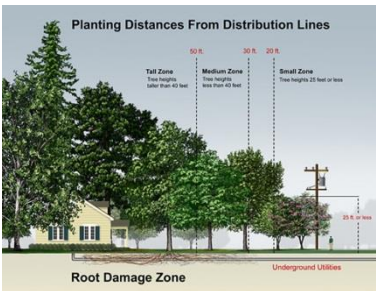 Planting Distances From Distribution Lines
50 ft.
30 ft.
20 ft.
Tall Zone
Tree heights
taller than 40 feet
Medium Zone
Tree heights
less than 40 feet
Small Zone
Tree heights 25 feet or less
25 ft. or less
Underground Utilities
Root Damage Zone